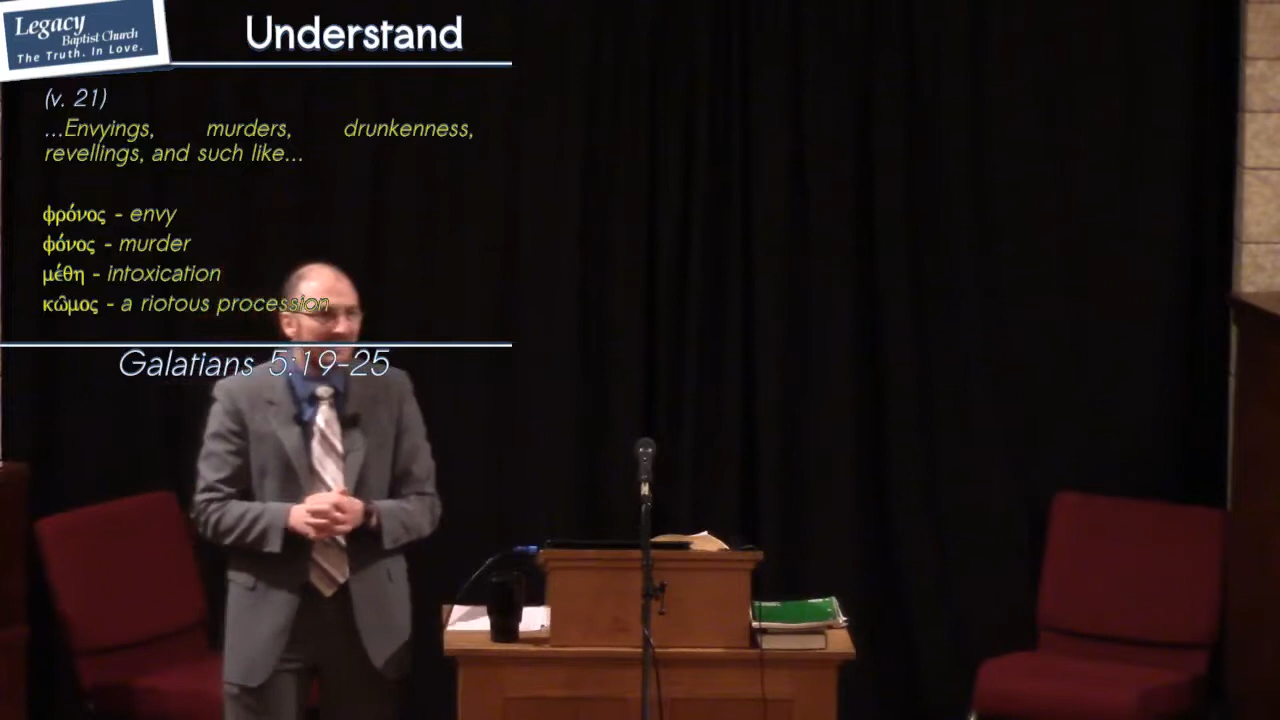 Legacy
Baptist Church
The Truth. In Love.
Understand
(v. 21)
...Envyings, murders, drunkenness,
revellings, and such like...
φρόνος - envy
φόνος - murder
μέθη - intoxication
κῶμος - a riotous procession
Galatians 5:19-25